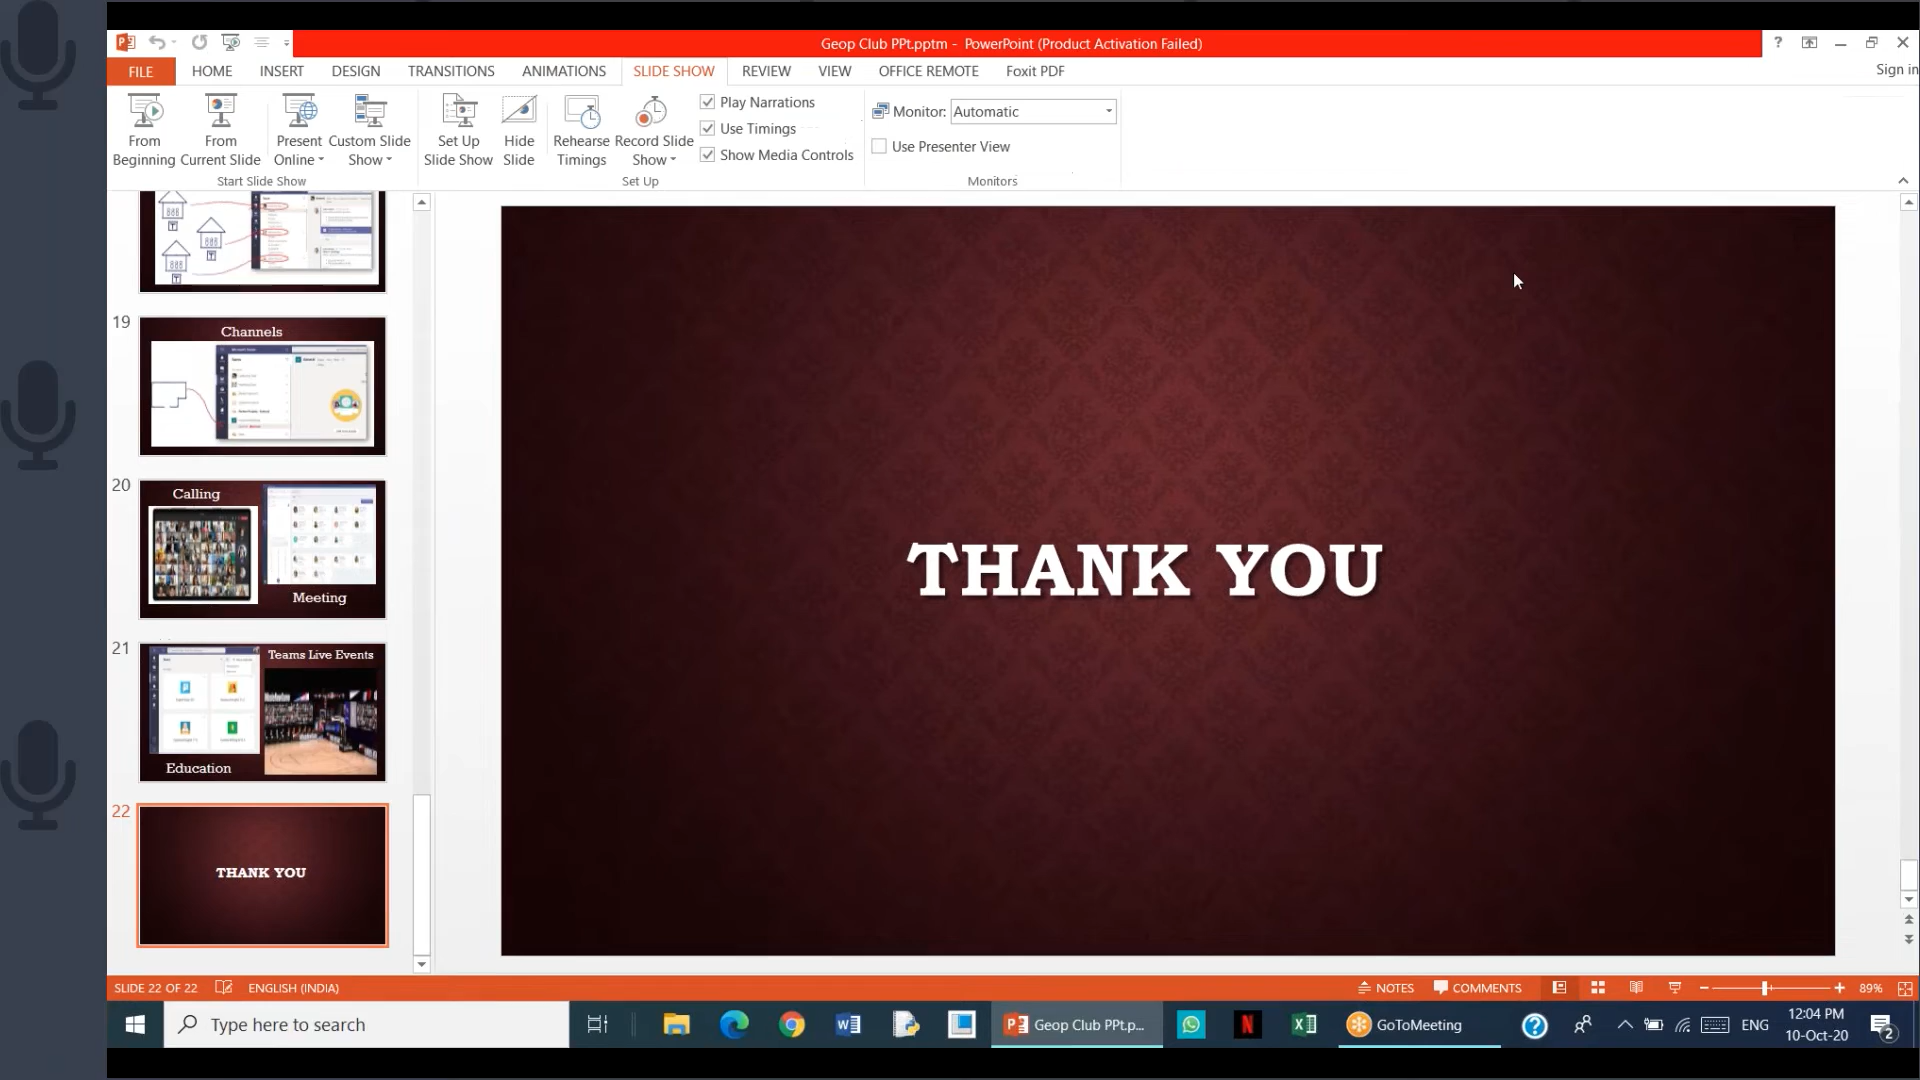 Geop Club PPt.pptm - PowerPoint (Product Activation Failed)
FILE HOME INSERT DESIGN TRANSITIONS ANIMATIONS SLIDE SHOW REVIEW VIEW OFFICE REMOTE Foxit PDF Sign in
From Beginning
From Current Slide
Present Online
Custom Slide Show
Set Up Slide Show
Hide Slide
Rehearse Timings
Record Slide Show
Play Narrations
Use Timings
Show Media Controls
Monitor: Automatic
Use Presenter View
Start Slide Show
Set Up
Monitors
19
Channels
20
Calling
Meeting
21
Teams Live Events
Education
22
THANK YOU
THANK YOU
SLIDE 22 OF 22 ENGLISH (INDIA) NOTES COMMENTS 89%
Type here to search
Geop Club PPt.p...
GoToMeeting
ENG
12:04 PM
10-Oct-20
2